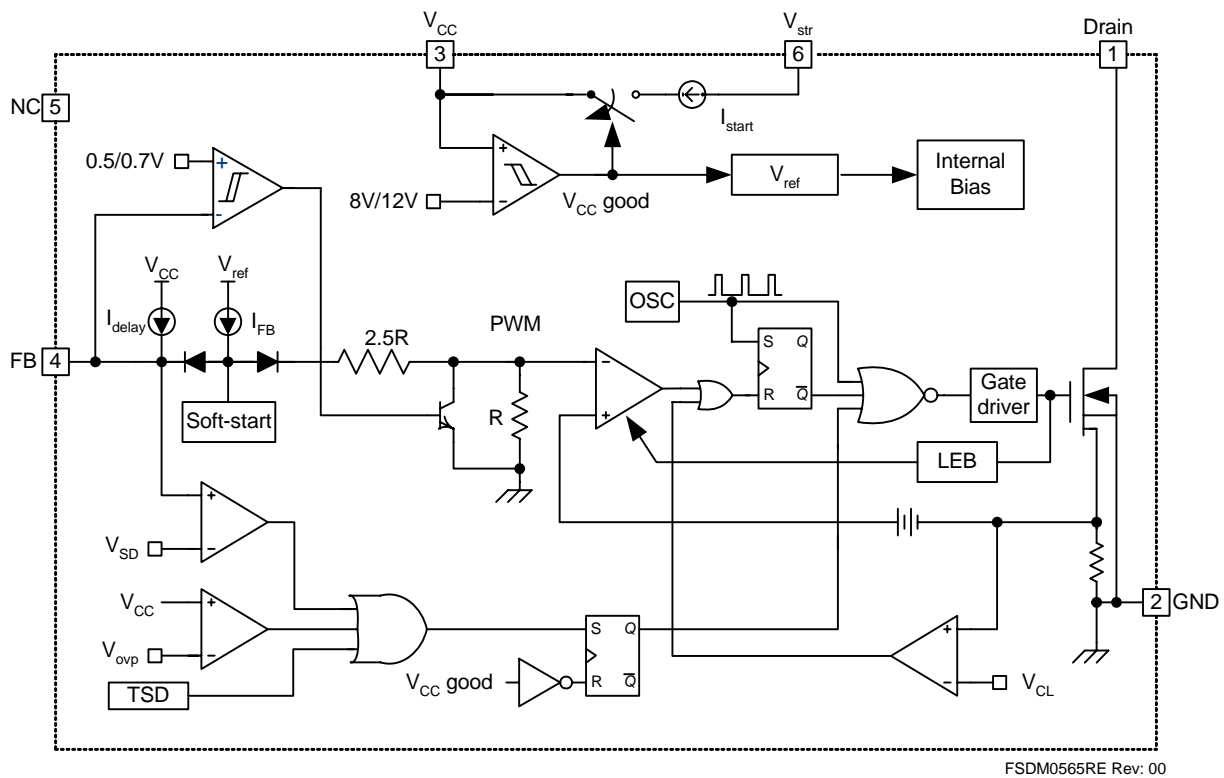 VCC
Vstr
Drain
3
6
1
NC 5
Istart
0.5/0.7V
+
-
+
-
8V/12V
VCC good
Vref
Internal
Bias
VCC
Vref
Idelay
IFB
OSC
PWM
2.5R
FB 4
Soft-start
R
−
+
S Q
R Q̅
Gate
driver
LEB
+
−
VSD
VCC
+
−
Vovp
TSD
S Q
R Q̅
VCC good
+
−
VCL
2 GND
FSDM0565RE Rev: 00